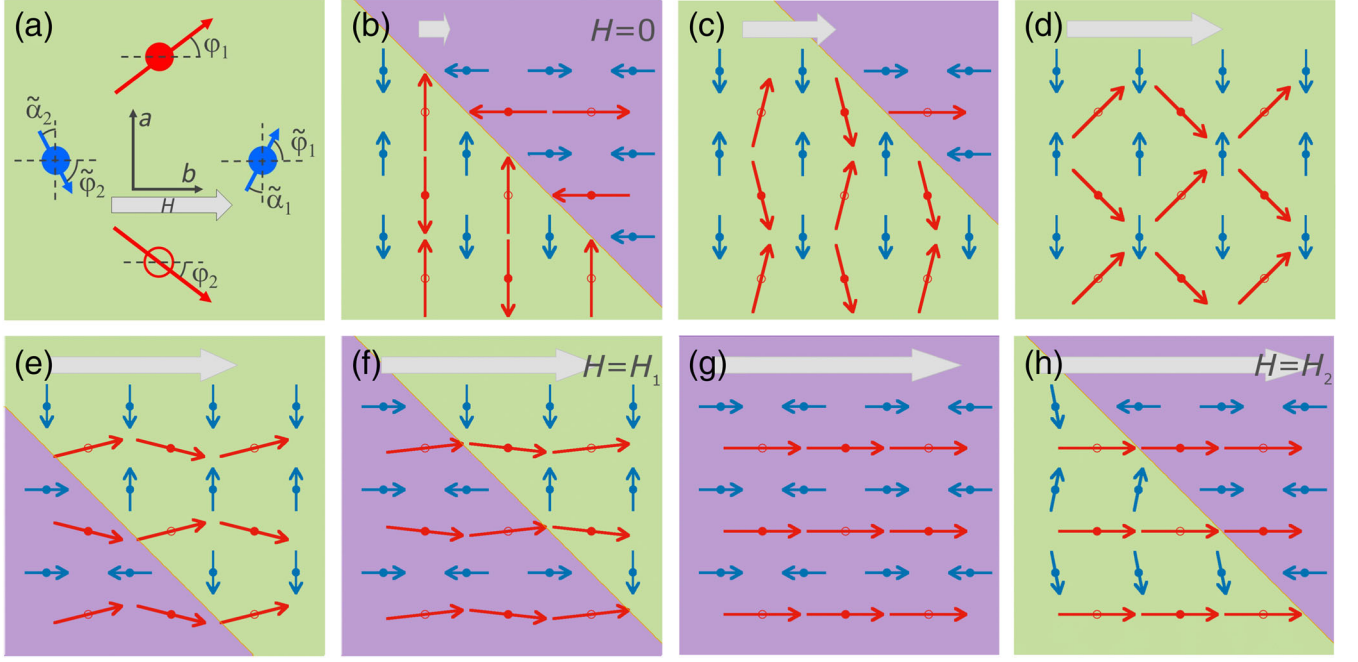 (a)
φ₁
α̃₂
a
φ̃₁
φ̃₂
b
α̃₁
H
φ₂
(b)
H=0
(c)
(d)
(e)
(f)
H=H₁
(g)
(h)
H=H₂